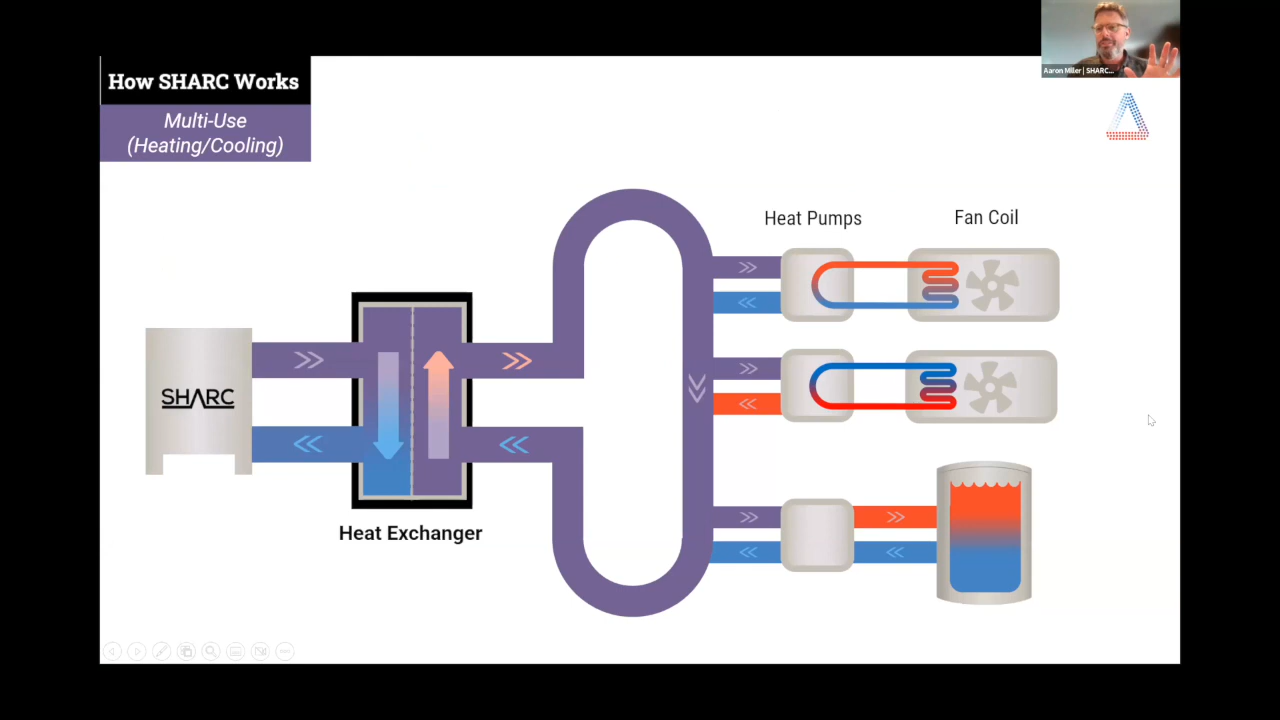 How SHARC Works
Multi-Use
(Heating/Cooling)
Aaron Miller | SHARC...
Heat Pumps
Fan Coil
SHARC
Heat Exchanger